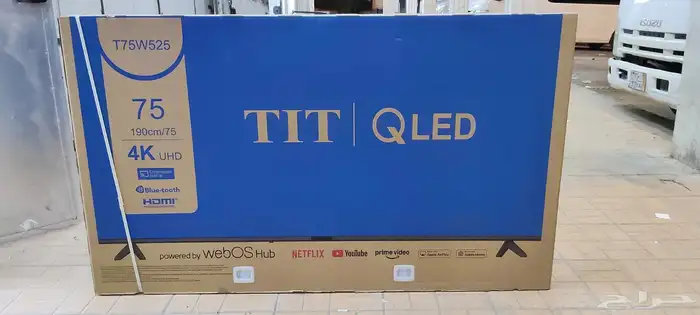 T75W525
75
190cm/75
4K UHD
Blue-tooth
HDMI
TIT QLED
powered by webOS Hub
NETFLIX
YouTube
prime video
ISUZU
حراج